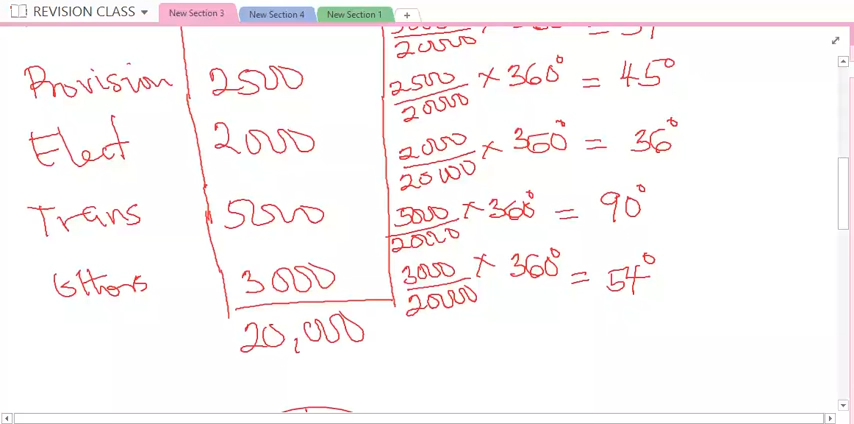 REVISION CLASS
New Section 3 New Section 4 New Section 1 +
20000
Provision 2500 2500/20000 × 360° = 45°
Elect 2000 2000/20000 × 360° = 36°
Trans 5000 5000/20000 × 360° = 90°
Others 3000 3000/20000 × 360° = 54°
20,000